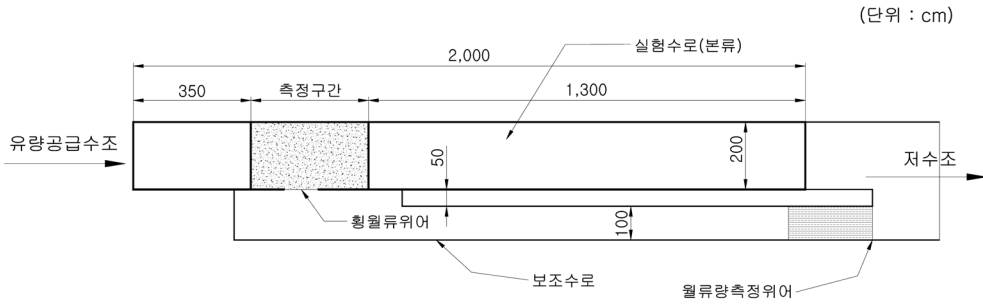 (단위 : cm)
실험수로(본류)
2,000
350
측정구간
1,300
유량공급수조
50
200
저수조
횡월류위어
100
보조수로
월류량측정위어